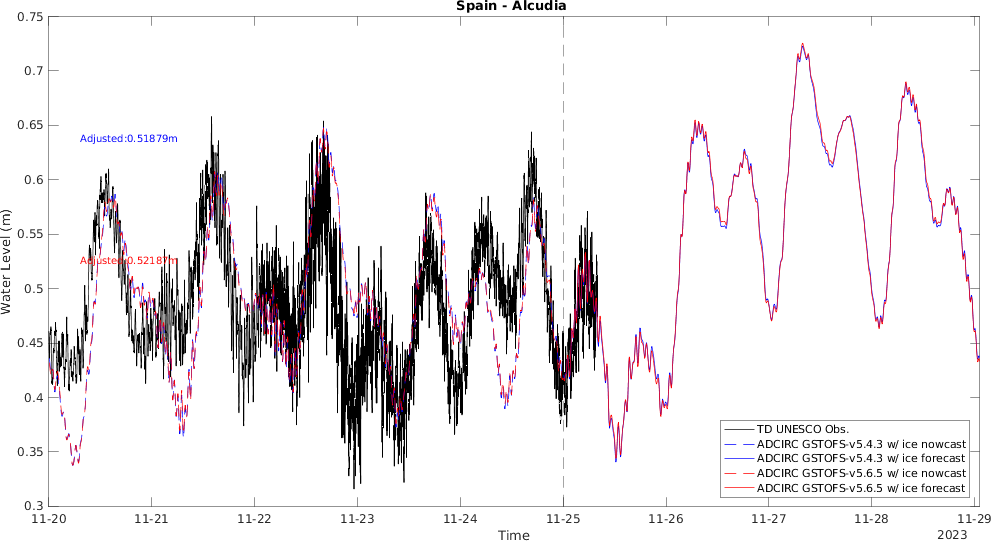 Spain - Alcudia
0.75
0.7
0.65
0.6
0.55
0.5
0.45
0.4
0.35
0.3
Water Level (m)
Adjusted:0.51879m
Adjusted:0.52187m
TD UNESCO Obs.
ADCIRC GSTOFS-v5.4.3 w/ ice nowcast
ADCIRC GSTOFS-v5.4.3 w/ ice forecast
ADCIRC GSTOFS-v5.6.5 w/ ice nowcast
ADCIRC GSTOFS-v5.6.5 w/ ice forecast
11-20 11-21 11-22 11-23 11-24 11-25 11-26 11-27 11-28 11-29
Time
2023